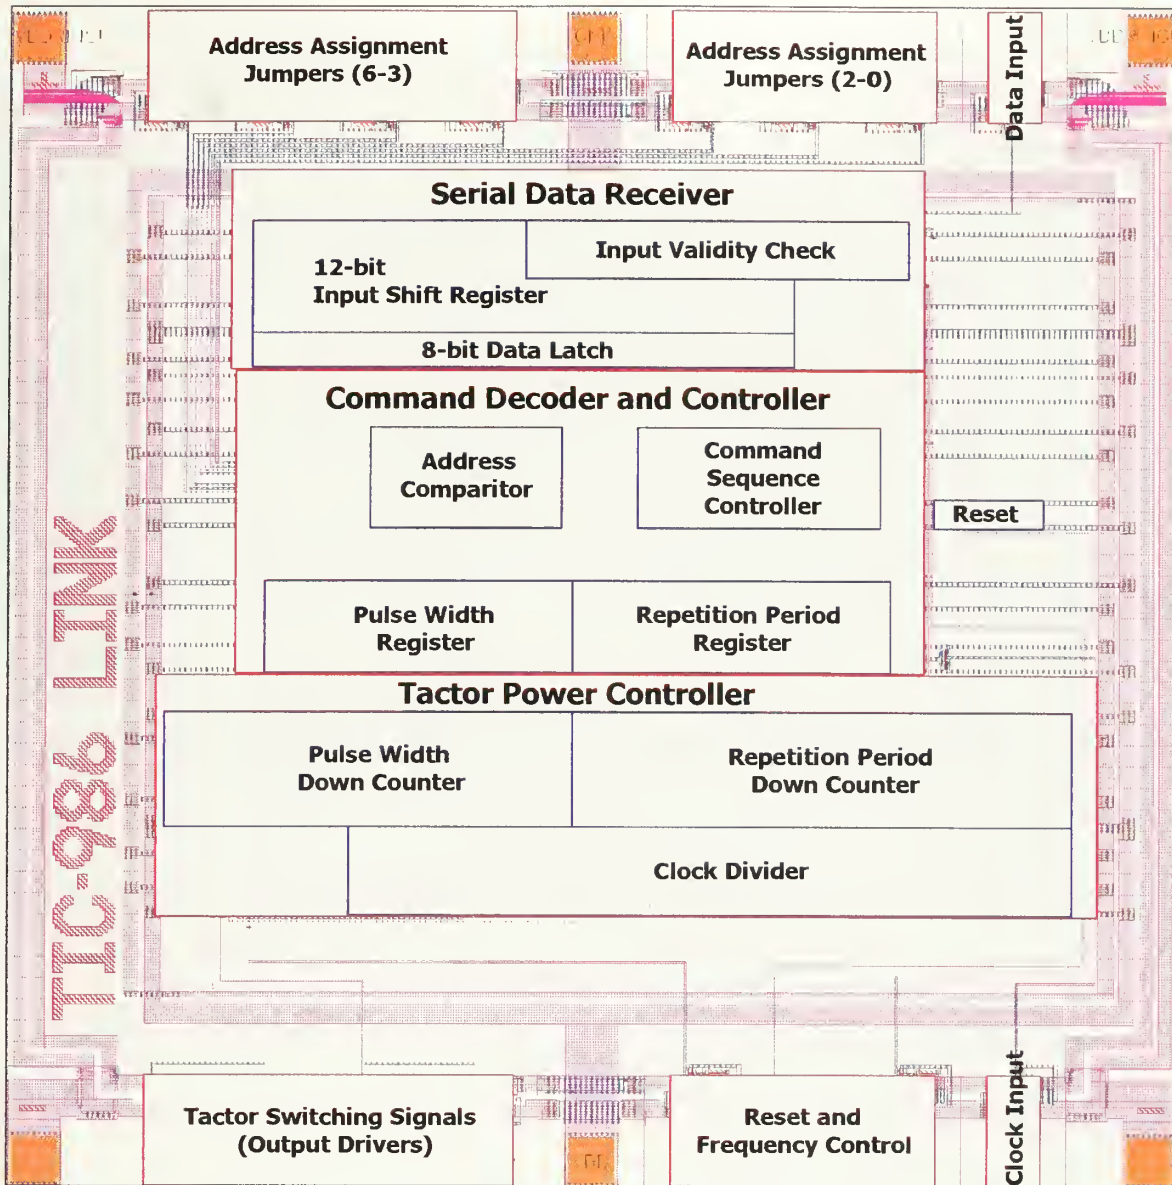 Address Assignment
Jumpers (6-3)
Address Assignment
Jumpers (2-0)
Data Input
Serial Data Receiver
Input Validity Check
12-bit
Input Shift Register
8-bit Data Latch
Command Decoder and Controller
Address
Comparitor
Command
Sequence
Controller
Reset
Pulse Width
Register
Repetition Period
Register
Tactor Power Controller
Pulse Width
Down Counter
Repetition Period
Down Counter
Clock Divider
TIC-986 LINK
Tactor Switching Signals
(Output Drivers)
Reset and
Frequency Control
Clock Input